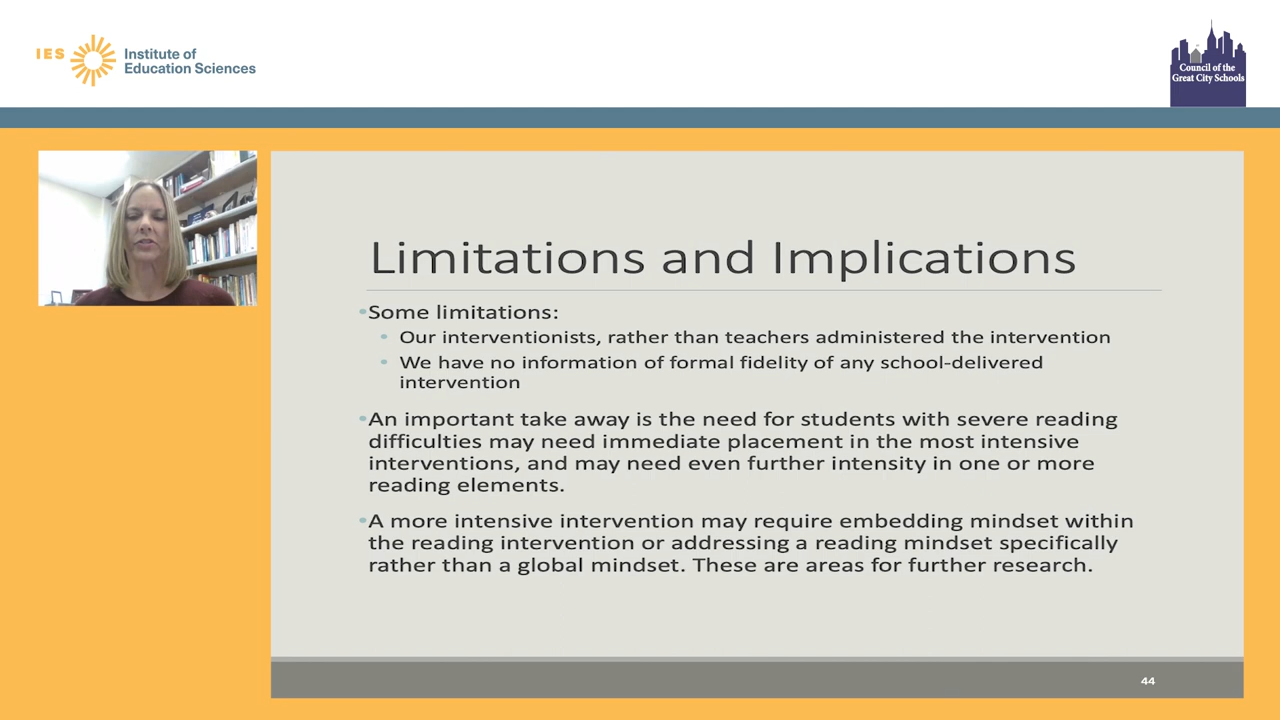 IES
Institute of
Education Sciences
Council of the
Great City Schools
Limitations and Implications
•Some limitations:
• Our interventionists, rather than teachers administered the intervention
• We have no information of formal fidelity of any school-delivered
intervention
•An important take away is the need for students with severe reading
difficulties may need immediate placement in the most intensive
interventions, and may need even further intensity in one or more
reading elements.
•A more intensive intervention may require embedding mindset within
the reading intervention or addressing a reading mindset specifically
rather than a global mindset. These are areas for further research.
44